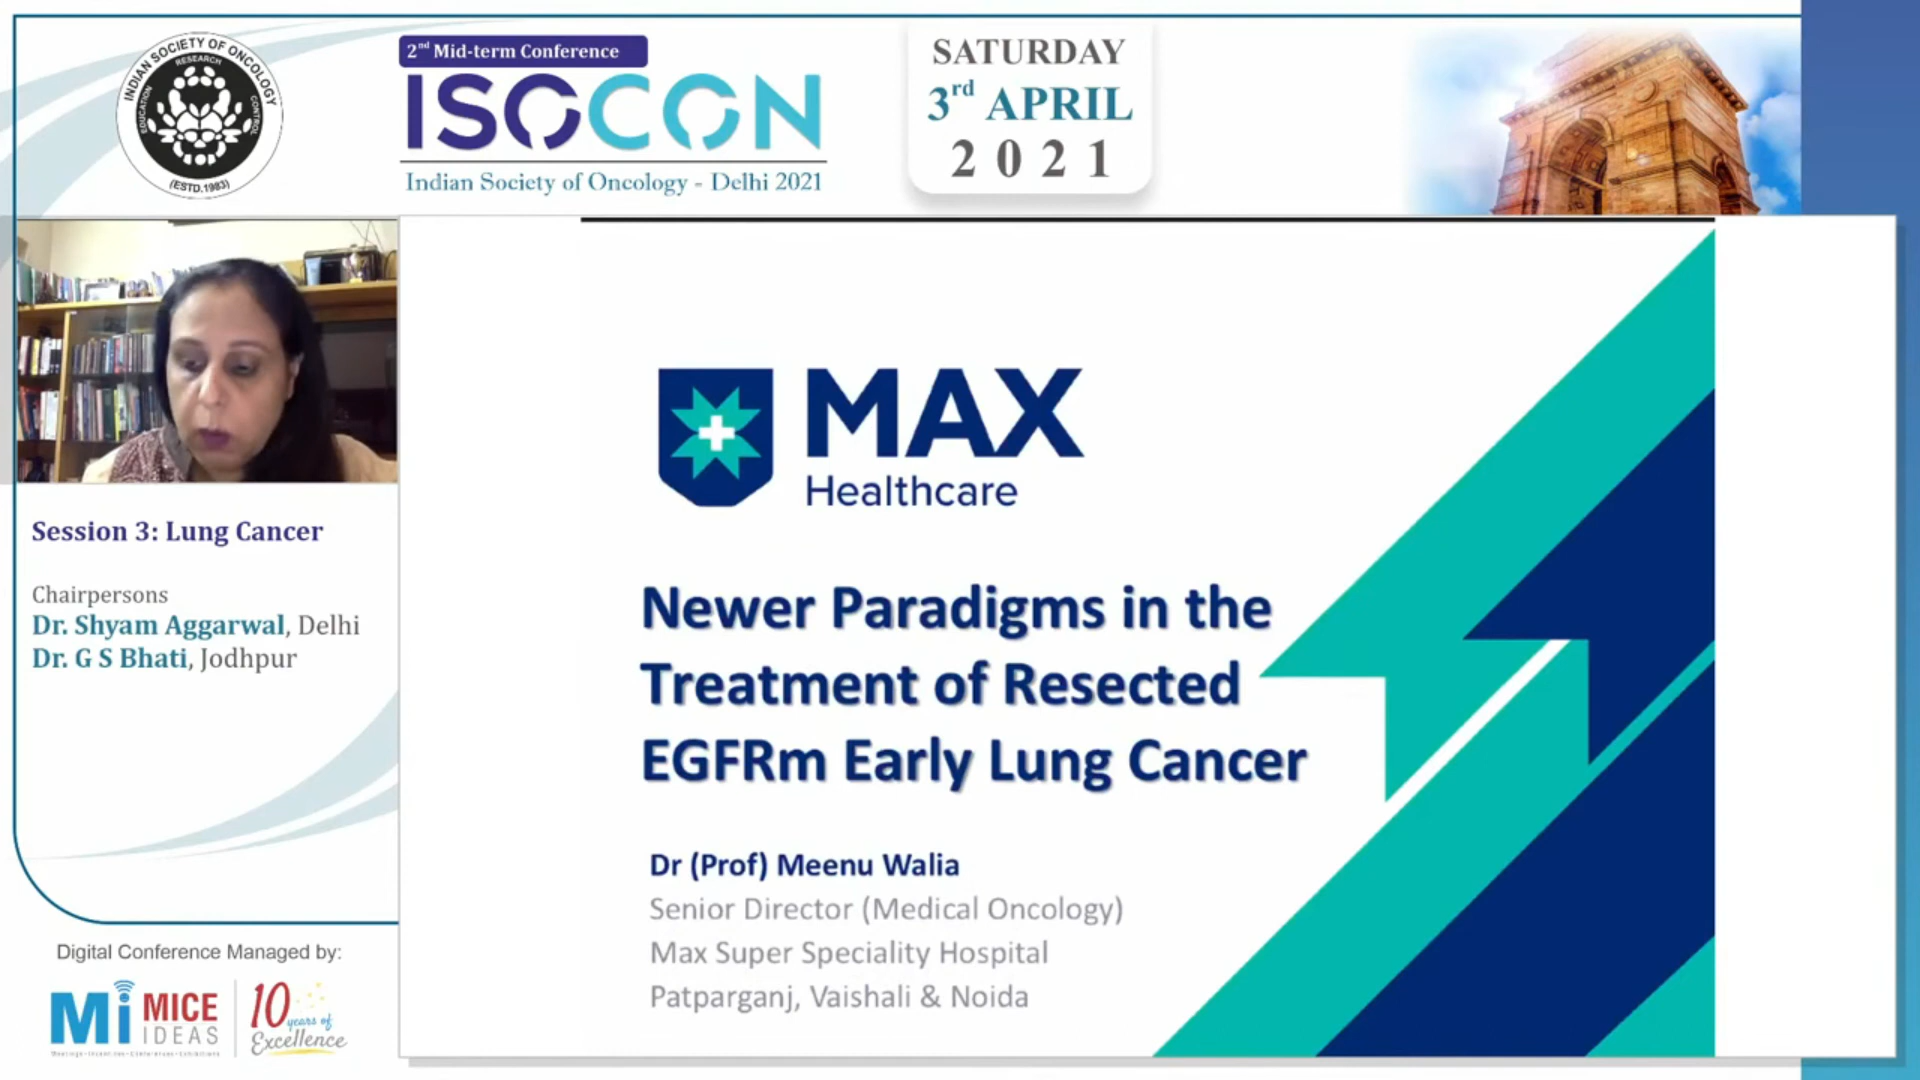 INDIAN SOCIETY OF ONCOLOGY
RESEARCH
EDUCATION
CONTROL
(ESTD.1983)
2nd Mid-term Conference
ISOCON
Indian Society of Oncology - Delhi 2021
SATURDAY
3rd APRIL
2021
Session 3: Lung Cancer
Chairpersons
Dr. Shyam Aggarwal, Delhi
Dr. G S Bhati, Jodhpur
Digital Conference Managed by:
Mi MICE
IDEAS
10
years of
Excellence
MAX
Healthcare
Newer Paradigms in the
Treatment of Resected
EGFRm Early Lung Cancer
Dr (Prof) Meenu Walia
Senior Director (Medical Oncology)
Max Super Speciality Hospital
Patparganj, Vaishali & Noida